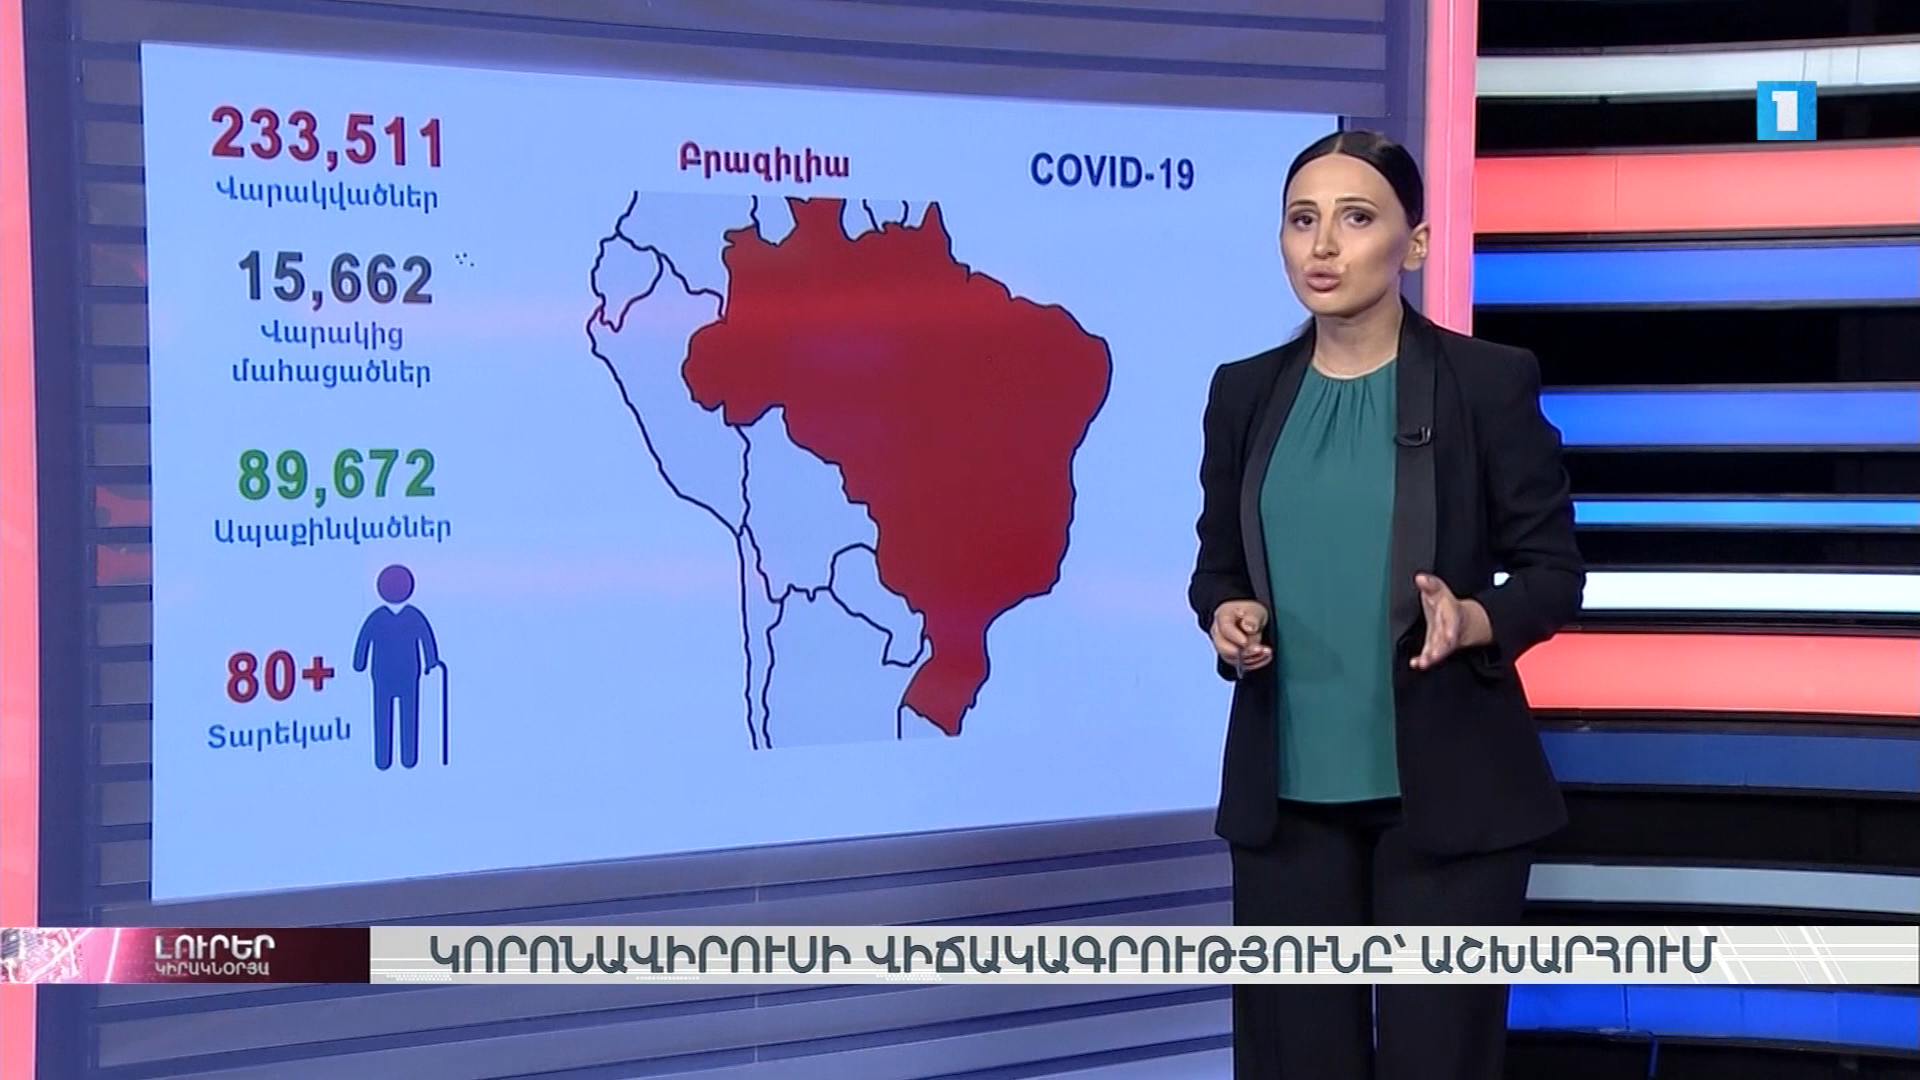 233,511
Վարակվածներ
15,662
Վարակից
մահացածներ
89,672
Ապաքինվածներ
80+
Տարեկան
Բրազիլիա
COVID-19
1
ԼՈՒՐԵՐ
ԿԻՐԱԿՆՕՐՅԱ
ԿՈՐՈՆԱՎԻՐՈՒՍԻ ՎԻՃԱԿԱԳՐՈՒԹՅՈՒՆԸ՝ ԱՇԽԱՐՀՈՒՄ